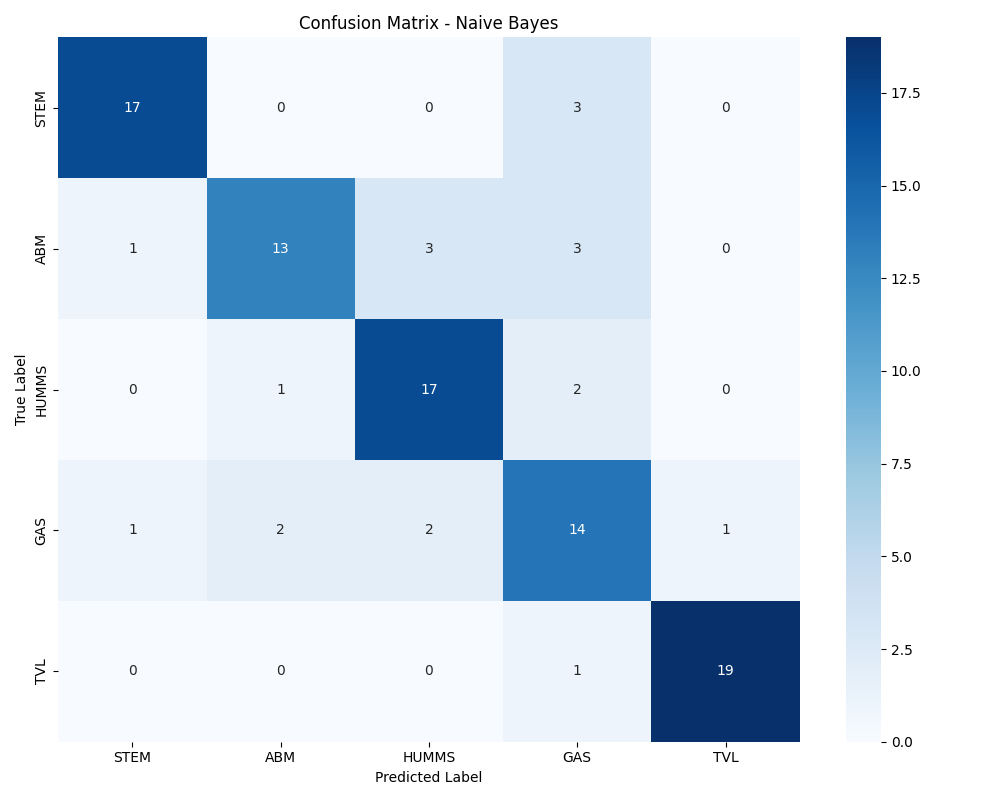 Confusion Matrix - Naive Bayes
True Label
STEM 17 0 0 3 0
ABM 1 13 3 3 0
HUMMS 0 1 17 2 0
GAS 1 2 2 14 1
TVL 0 0 0 1 19
STEM ABM HUMMS GAS TVL
Predicted Label
17.5
15.0
12.5
10.0
7.5
5.0
2.5
0.0